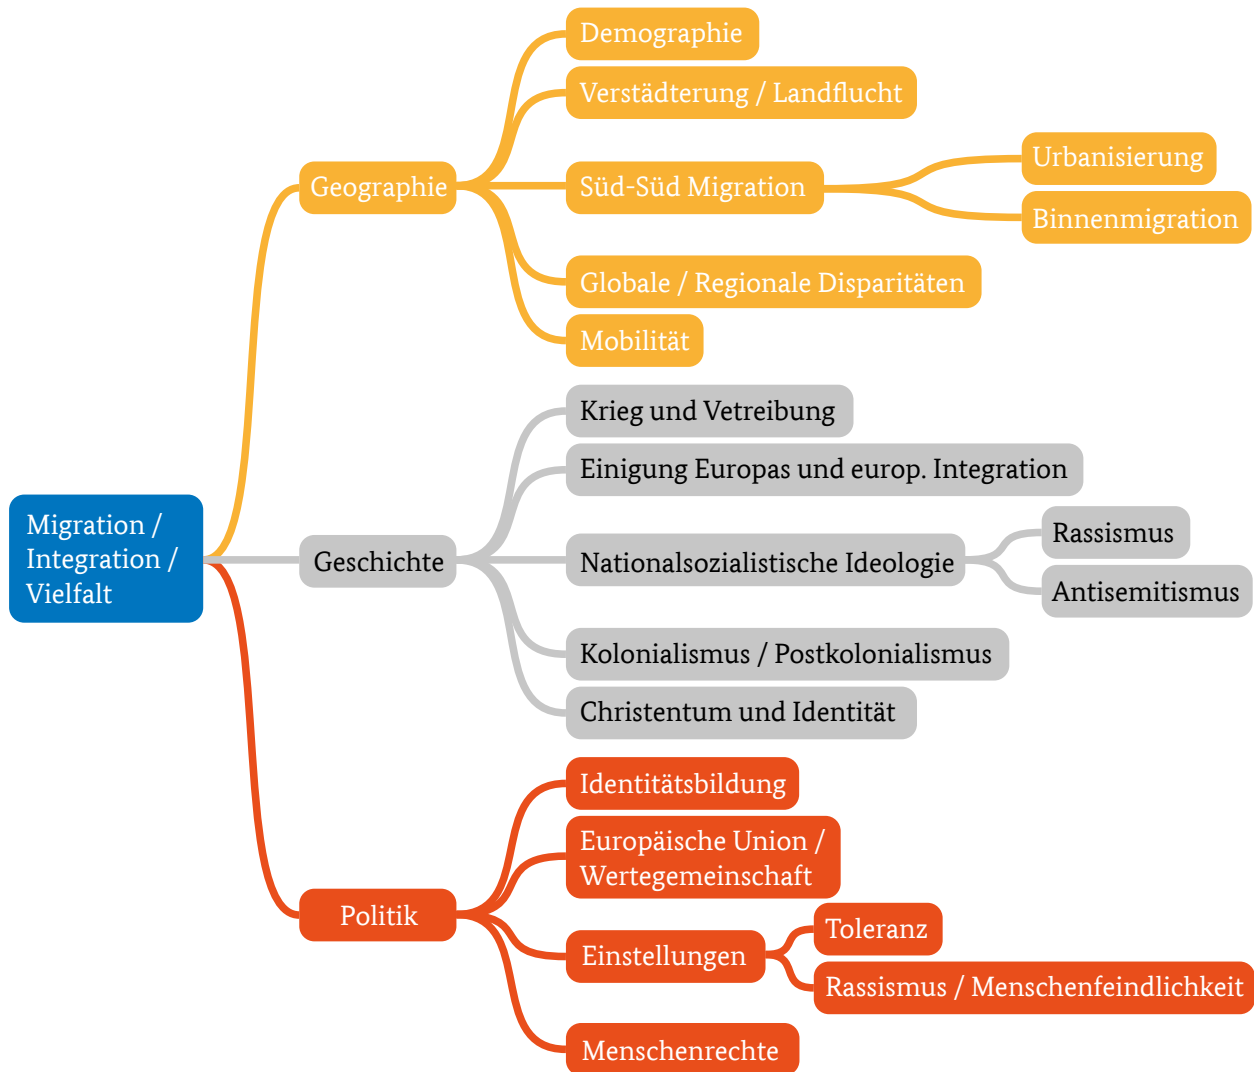 Demographie
Verstädterung / Landflucht
Urbanisierung
Geographie
Süd-Süd Migration
Binnenmigration
Globale / Regionale Disparitäten
Mobilität
Krieg und Vetreibung
Einigung Europas und europ. Integration
Migration /
Integration /
Vielfalt
Geschichte
Nationalsozialistische Ideologie
Rassismus
Antisemitismus
Kolonialismus / Postkolonialismus
Christentum und Identität
Identitätsbildung
Europäische Union /
Wertegemeinschaft
Politik
Toleranz
Einstellungen
Rassismus / Menschenfeindlichkeit
Menschenrechte